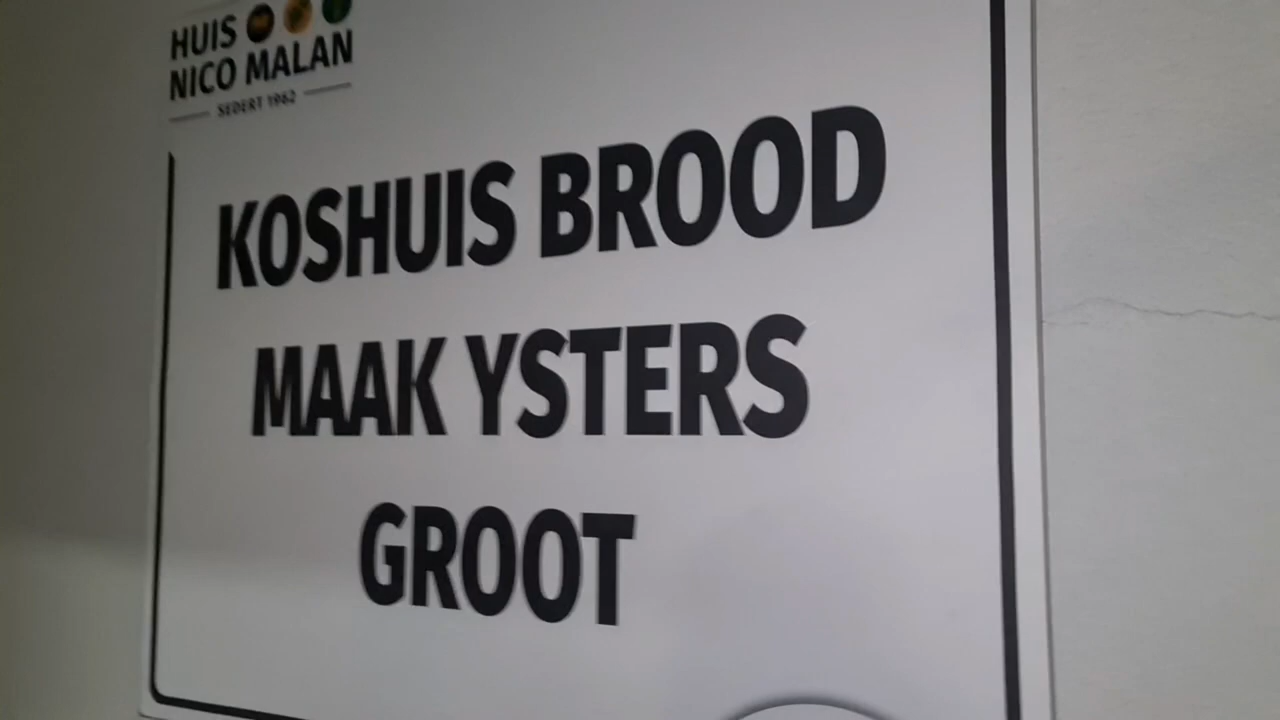 HUIS
NICO MALAN
SEDERT 1962
KOSHUIS BROOD
MAAK YSTERS
GROOT